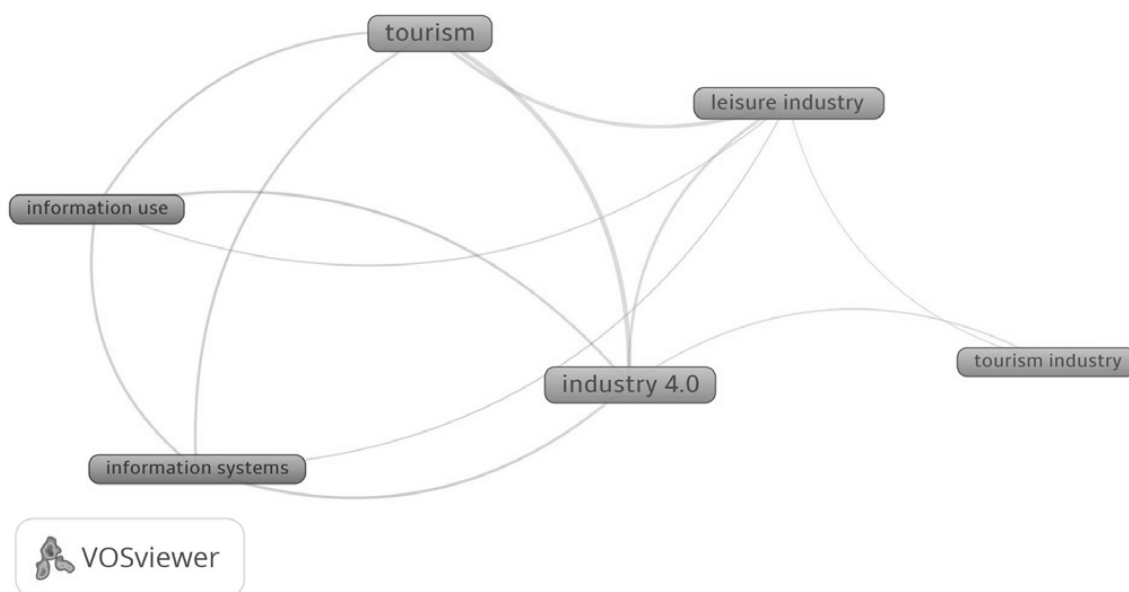 tourism
leisure industry
information use
tourism industry
industry 4.0
information systems
VOSviewer